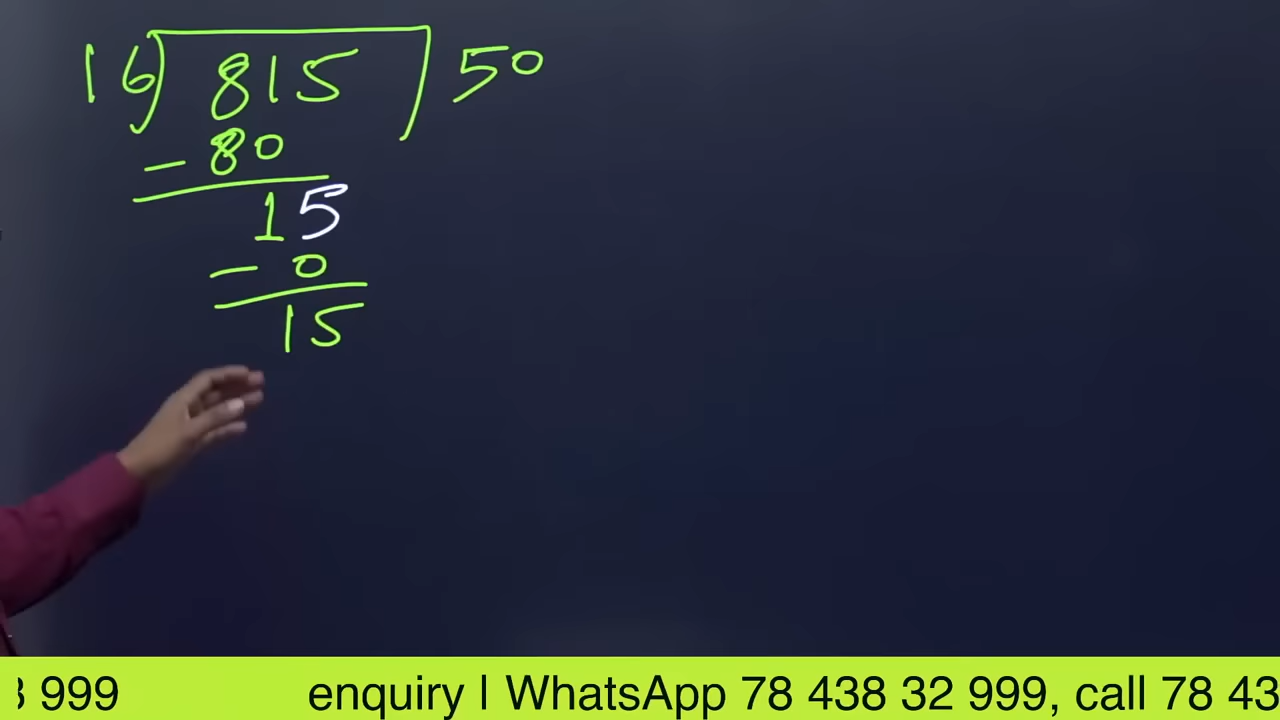 16) 815 ) 50
- 80
15
- 0
15
3 999 enquiry | WhatsApp 78 438 32 999, call 78 43